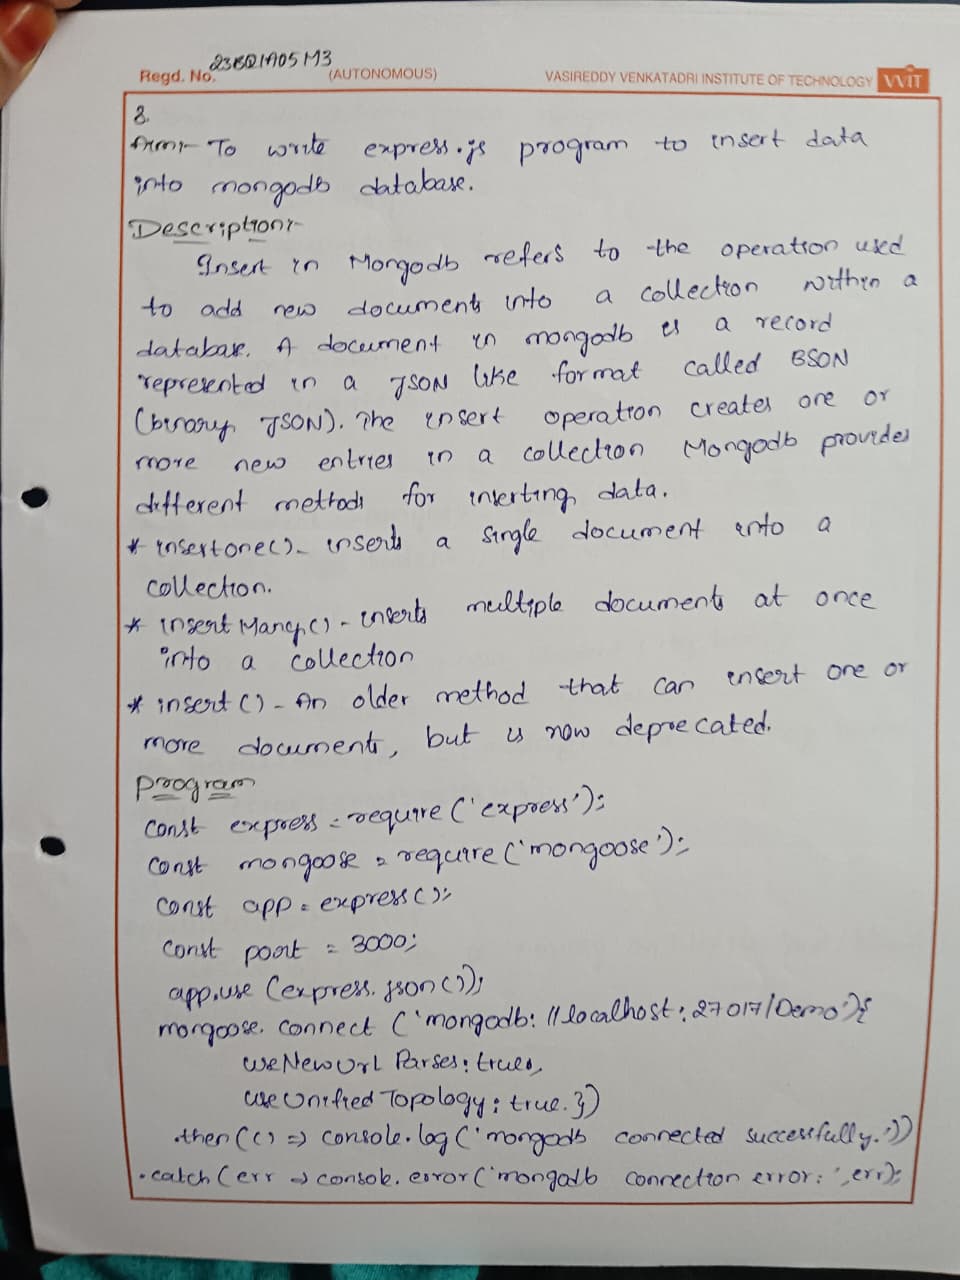 Regd. No. 23BQ1A05M3
(AUTONOMOUS)
VASIREDDY VENKATADRI INSTITUTE OF TECHNOLOGY VVIT
8.
Aim:- To write express.js program to insert data
into mongodb database.
Description:-
Insert in Mongodb refers to the operation used
to add new documents into a collection within a
database. A document in mongodb is a record
represented in a JSON like format called BSON
(binary JSON). The insert operation creates one or
more new entries in a collection Mongodb provides
different methods for inserting data.
* insertone()- inserts a single document into a
collection.
* insertMany() - inserts multiple documents at once
into a collection
* insert () - An older method that can insert one or
more documents, but is now deprecated.
Program
const express = require ('express');
const mongoose = require ('mongoose');
const app = express();
const port = 3000;
app.use (express.json());
mongoose. connect ('mongodb: //localhost: 27017/Demo'){
useNewUrl Parses: true,
useUnified Topology: true. })
.then (() => console.log ('mongodb connected successfully.'))
.catch (err => console. error ('mongodb connection error: ', err);